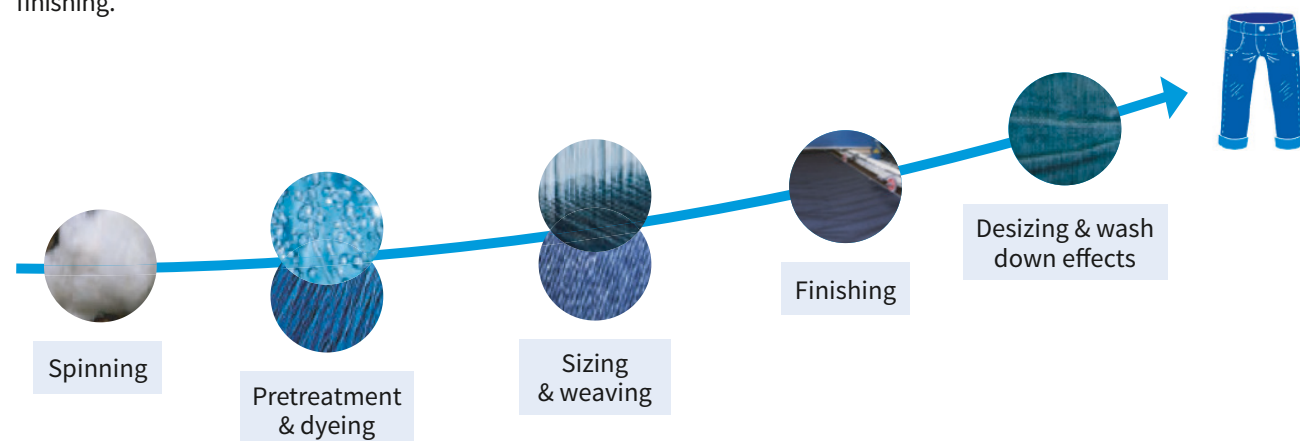 finishing.
Spinning
Pretreatment
& dyeing
Sizing
& weaving
Finishing
Desizing & wash
down effects